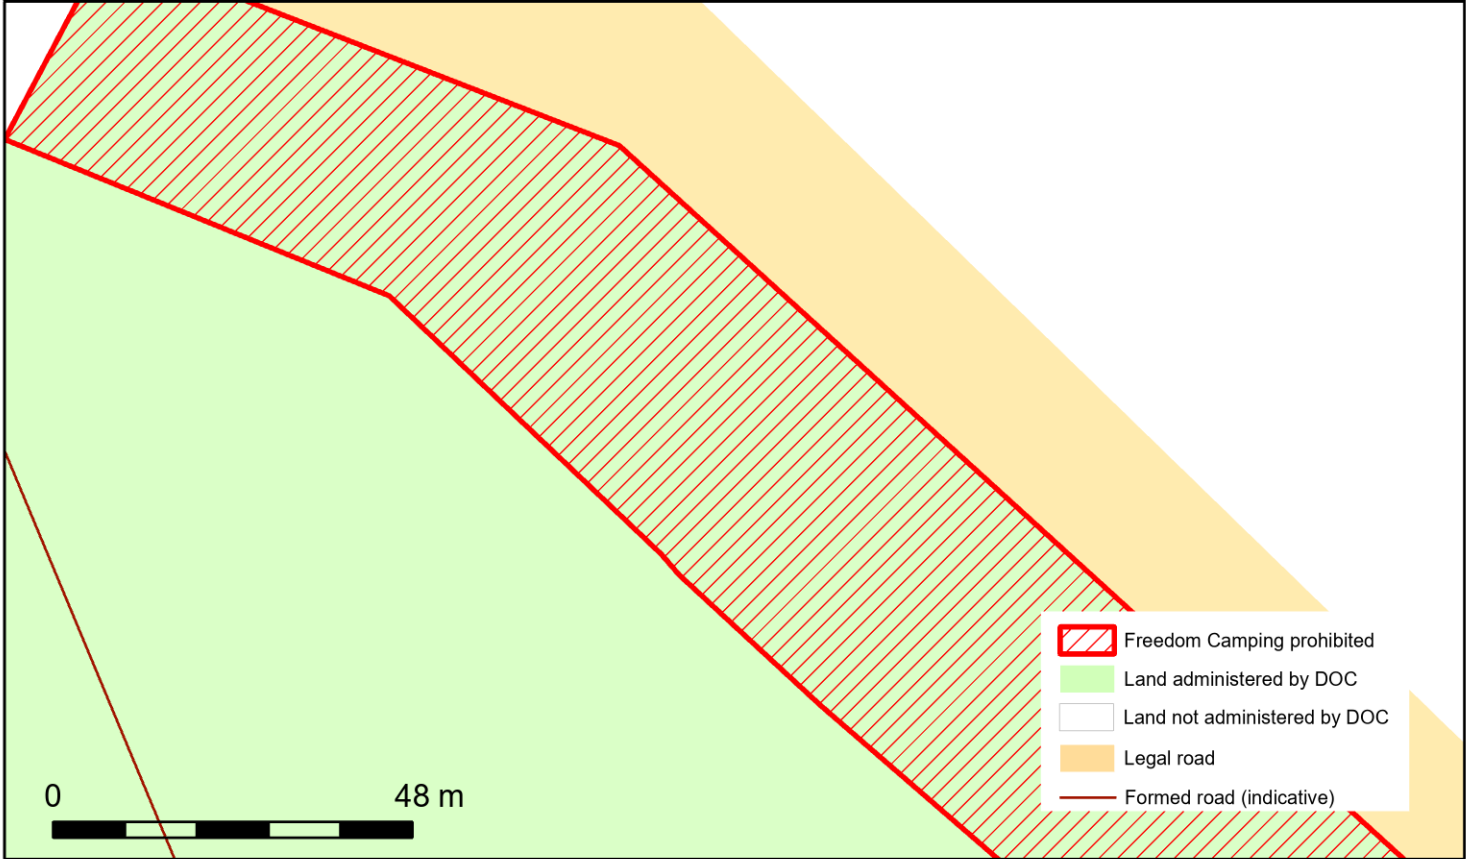 Freedom Camping prohibited
Land administered by DOC
Land not administered by DOC
Legal road
Formed road (indicative)
0 48 m